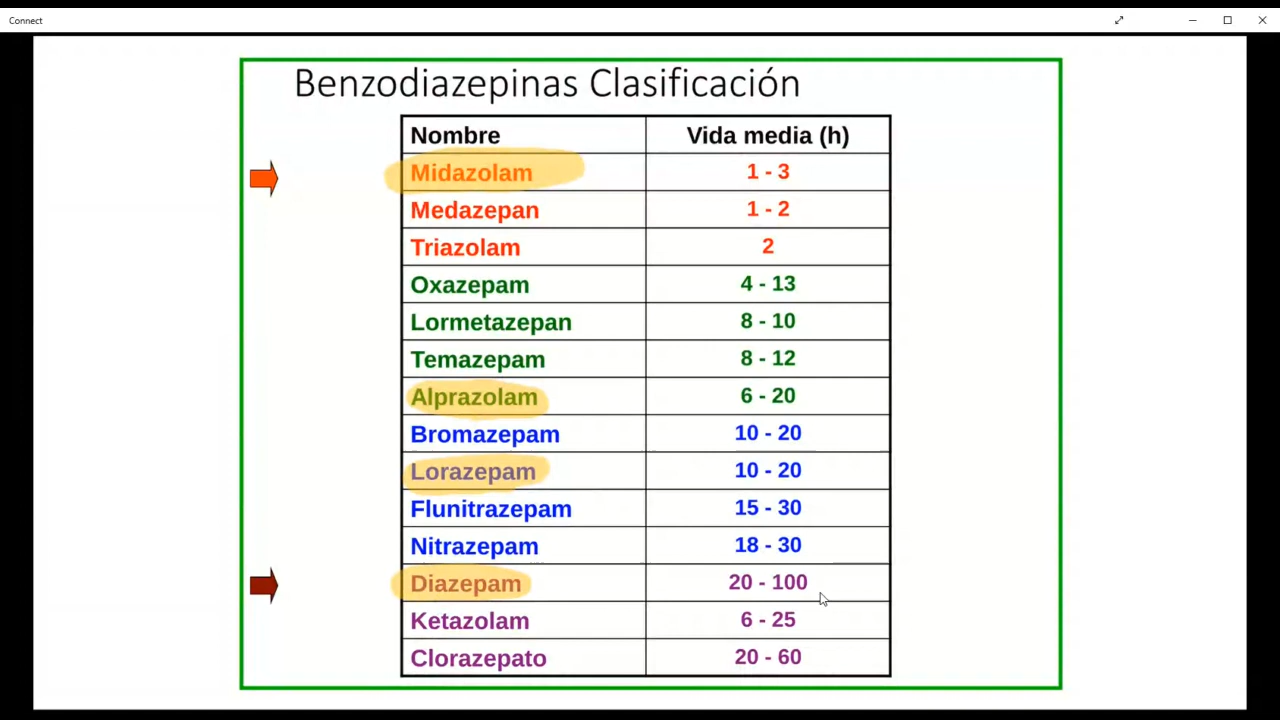 Connect
Benzodiazepinas Clasificación
Nombre Vida media (h)
Midazolam 1 - 3
Medazepan 1 - 2
Triazolam 2
Oxazepam 4 - 13
Lormetazepan 8 - 10
Temazepam 8 - 12
Alprazolam 6 - 20
Bromazepam 10 - 20
Lorazepam 10 - 20
Flunitrazepam 15 - 30
Nitrazepam 18 - 30
Diazepam 20 - 100
Ketazolam 6 - 25
Clorazepato 20 - 60